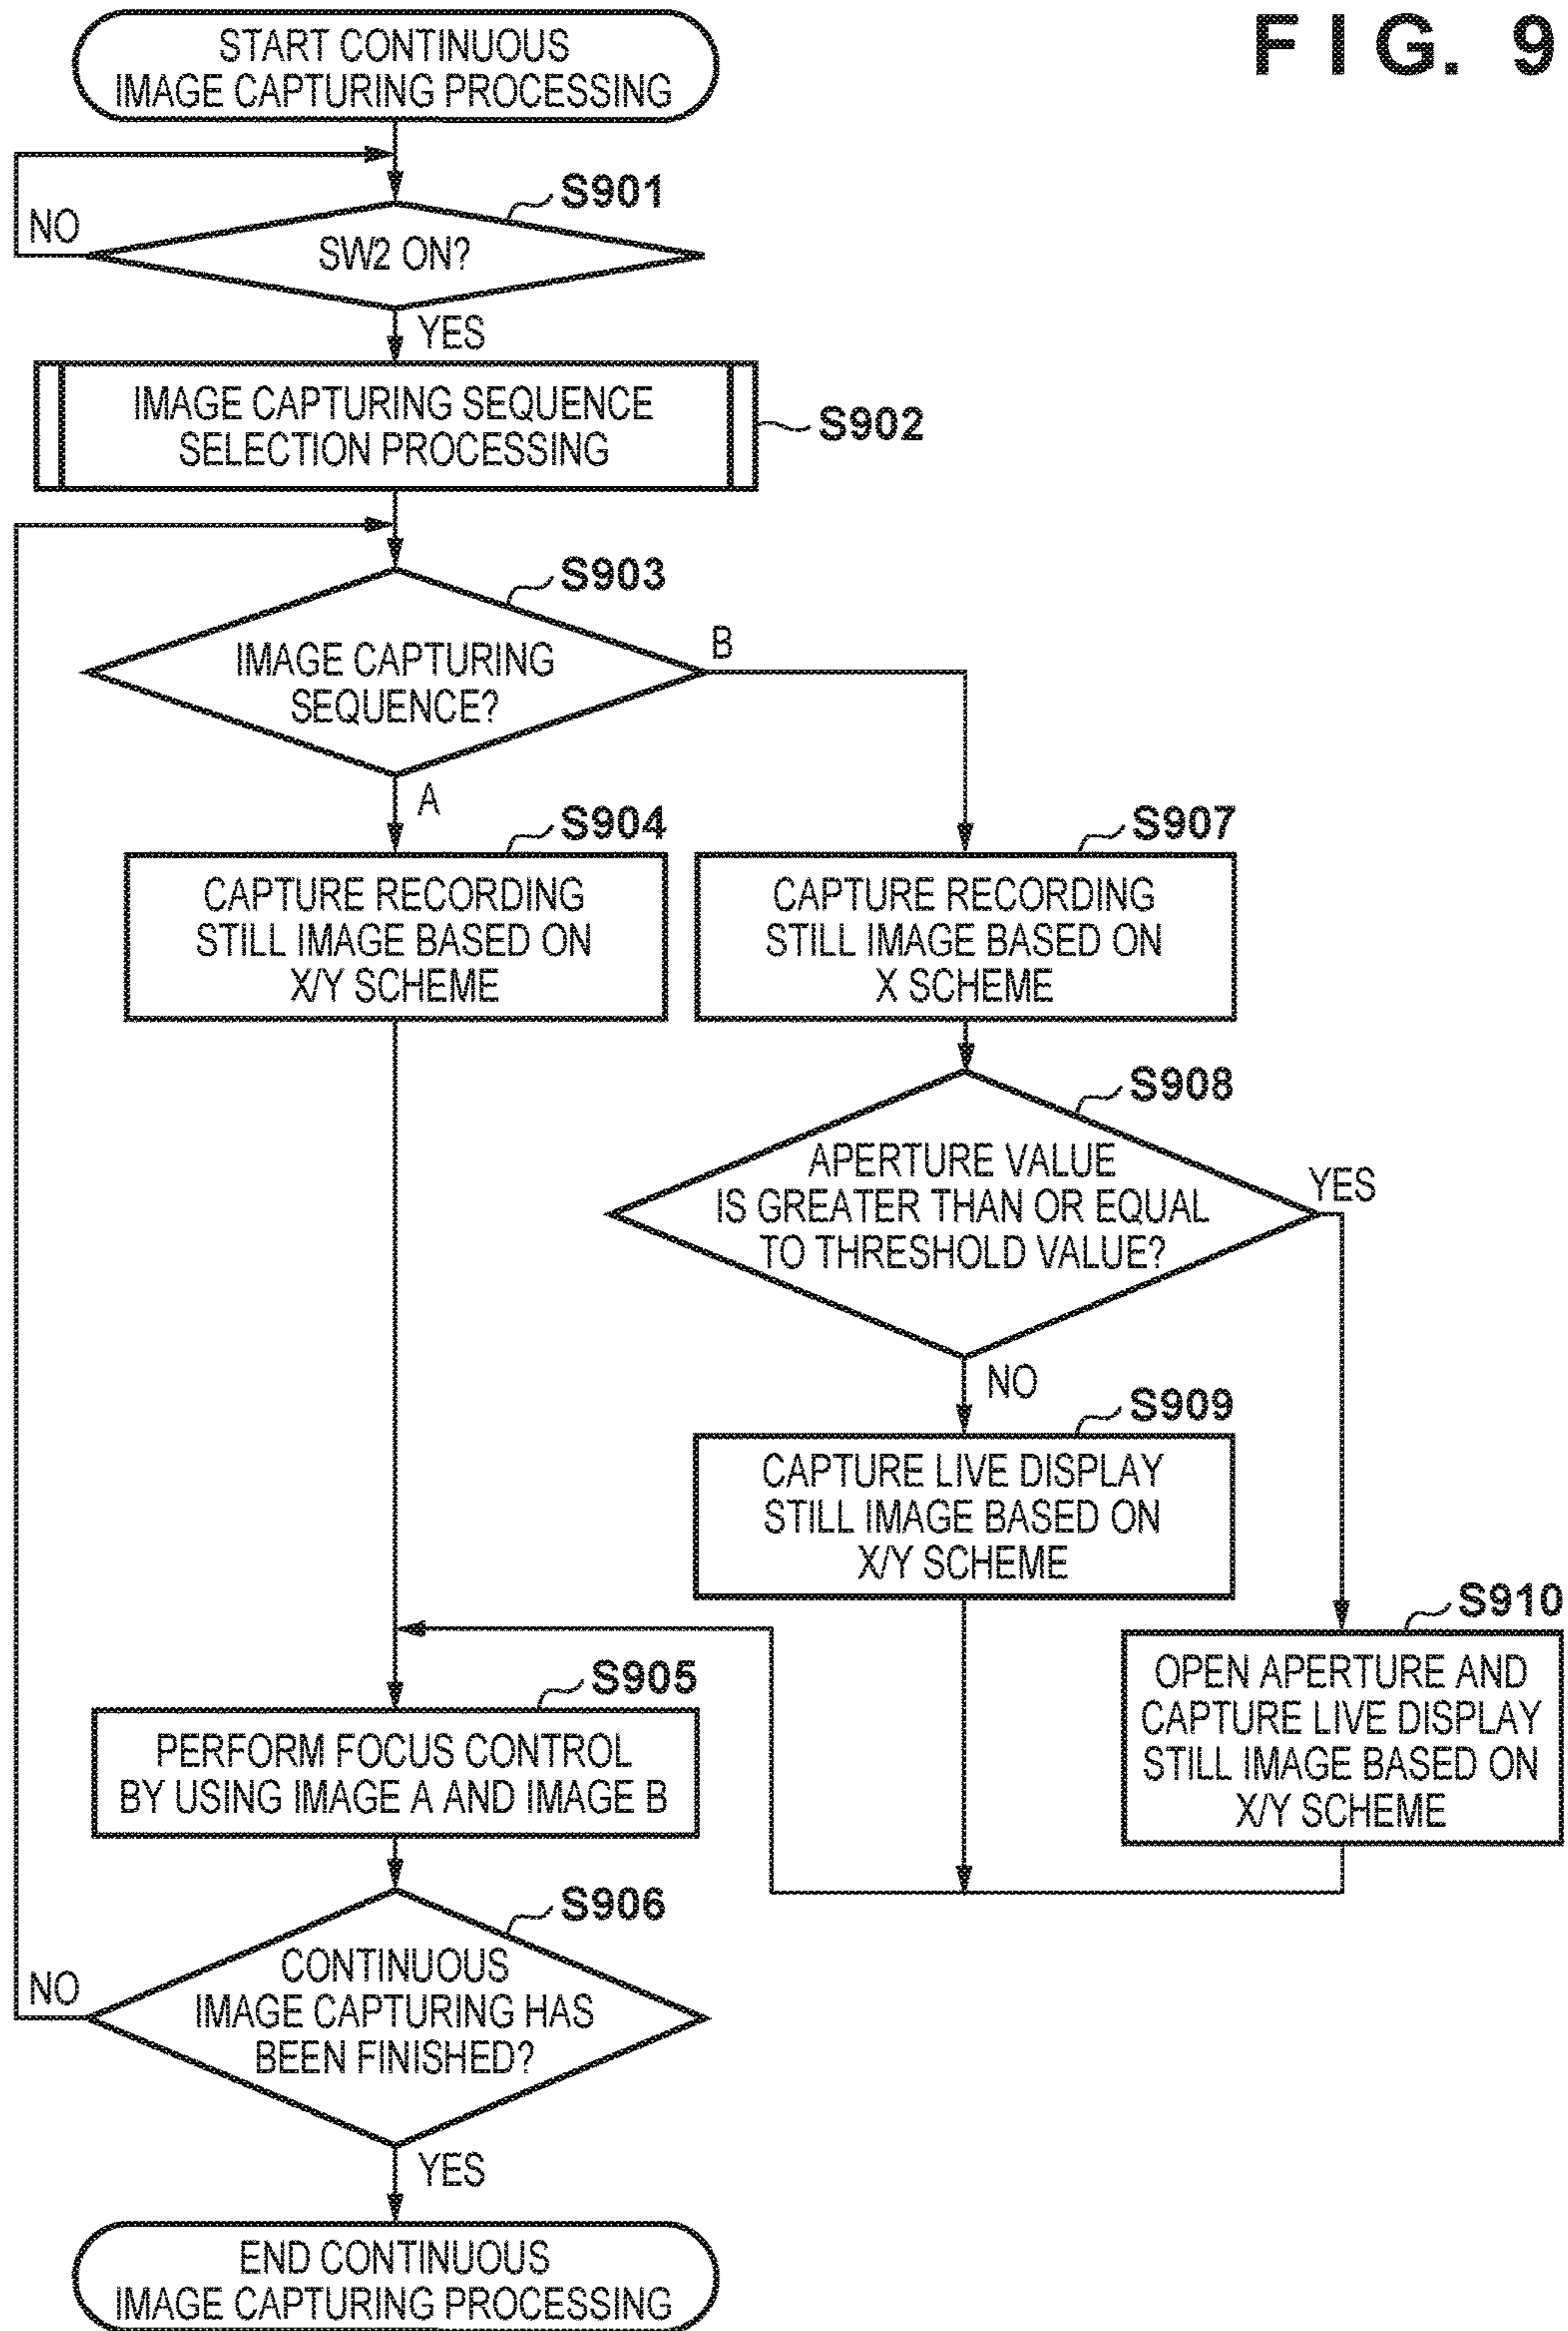 FIG. 9
START CONTINUOUS
IMAGE CAPTURING PROCESSING
S901
NO
SW2 ON?
YES
IMAGE CAPTURING SEQUENCE
SELECTION PROCESSING
S902
S903
IMAGE CAPTURING
SEQUENCE?
B
A
S904
CAPTURE RECORDING
STILL IMAGE BASED ON
X/Y SCHEME
S907
CAPTURE RECORDING
STILL IMAGE BASED ON
X SCHEME
S908
APERTURE VALUE
IS GREATER THAN OR EQUAL
TO THRESHOLD VALUE?
YES
NO
S909
CAPTURE LIVE DISPLAY
STILL IMAGE BASED ON
X/Y SCHEME
S910
OPEN APERTURE AND
CAPTURE LIVE DISPLAY
STILL IMAGE BASED ON
X/Y SCHEME
S905
PERFORM FOCUS CONTROL
BY USING IMAGE A AND IMAGE B
S906
CONTINUOUS
IMAGE CAPTURING HAS
BEEN FINISHED?
NO
YES
END CONTINUOUS
IMAGE CAPTURING PROCESSING